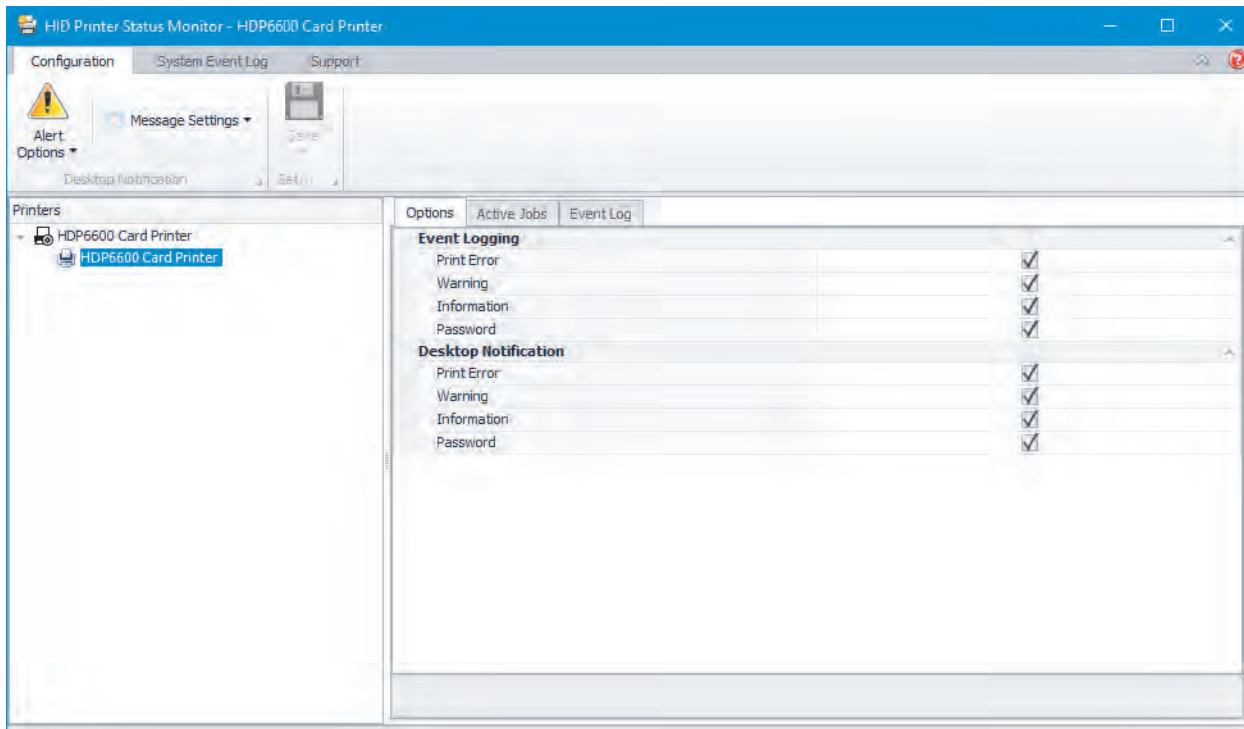 HID Printer Status Monitor - HDP6600 Card Printer
Configuration System Event Log Support
Message Settings
Alert
Options
Save
Desktop Notification
Printers
Options Active Jobs Event Log
HDP6600 Card Printer
HDP6600 Card Printer
Event Logging
Print Error
Warning
Information
Password
Desktop Notification
Print Error
Warning
Information
Password